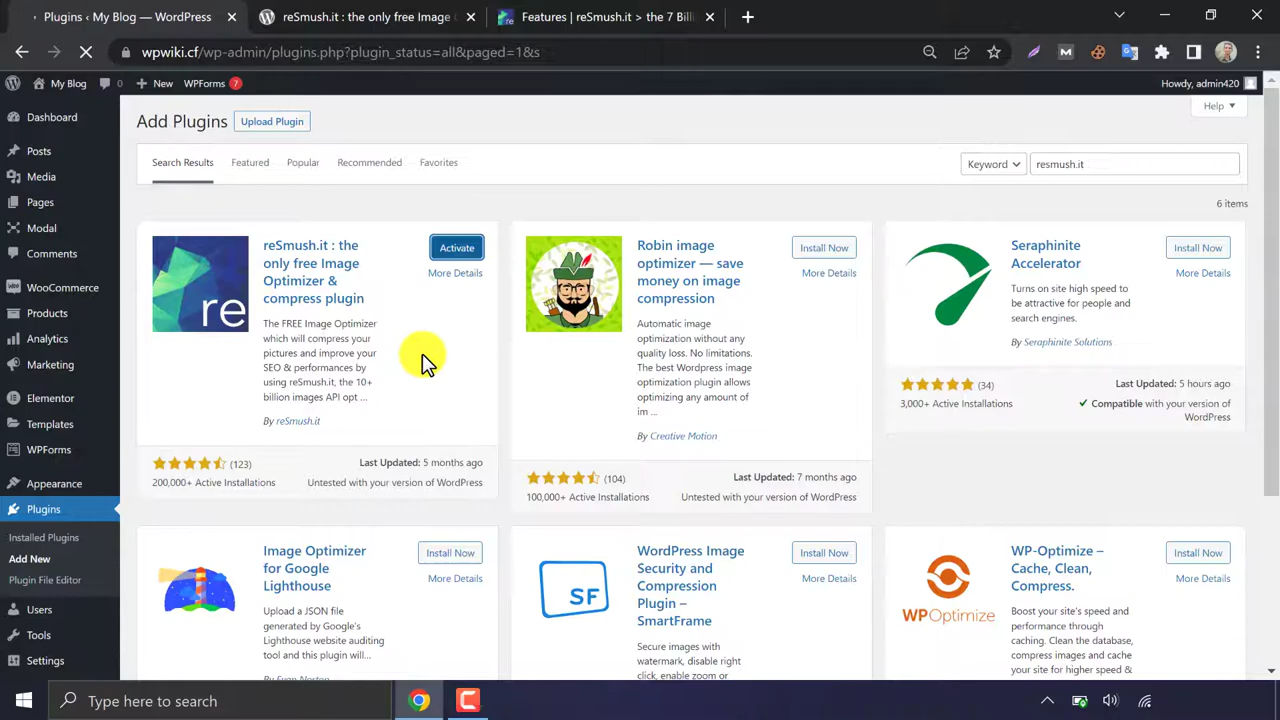 Plugins ‹ My Blog — WordPress
reSmush.it : the only free Image O
Features | reSmush.it > the 7 Bill
wpwiki.cf/wp-admin/plugins.php?plugin_status=all&paged=1&s
My Blog
0
New
WPForms
7
Howdy, admin420
Dashboard
Posts
Media
Pages
Modal
Comments
WooCommerce
Products
Analytics
Marketing
Elementor
Templates
WPForms
Appearance
Plugins
Installed Plugins
Add New
Plugin File Editor
Users
Tools
Settings
Help
Add Plugins
Upload Plugin
Search Results
Featured
Popular
Recommended
Favorites
Keyword
resmush.it
6 items
reSmush.it : the
only free Image
Optimizer &
compress plugin
Activate
More Details
The FREE Image Optimizer
which will compress your
pictures and improve your
SEO & performances by
using reSmush.it, the 10+
billion images API opt ...
By reSmush.it
re
(123)
200,000+ Active Installations
Last Updated: 5 months ago
Untested with your version of WordPress
Robin image
optimizer — save
money on image
compression
Install Now
More Details
Automatic image
optimization without any
quality loss. No limitations.
The best Wordpress image
optimization plugin allows
optimizing any amount of
im ...
By Creative Motion
(104)
100,000+ Active Installations
Last Updated: 7 months ago
Untested with your version of WordPress
Seraphinite
Accelerator
Install Now
More Details
Turns on site high speed to
be attractive for people and
search engines.
By Seraphinite Solutions
(34)
3,000+ Active Installations
Last Updated: 5 hours ago
Compatible with your version of
WordPress
Image Optimizer
for Google
Lighthouse
Install Now
More Details
Upload a JSON file
generated by Google's
Lighthouse website auditing
tool and this plugin will...
By Evan Norton
WordPress Image
Security and
Compression
Plugin –
SmartFrame
Install Now
More Details
SF
Secure images with
watermark, disable right
click, enable zoom or
WP-Optimize –
Cache, Clean,
Compress.
Install Now
More Details
WPOptimize
Boost your site's speed and
performance through
caching. Clean the database,
compress images and cache
your site for higher speed &
Type here to search